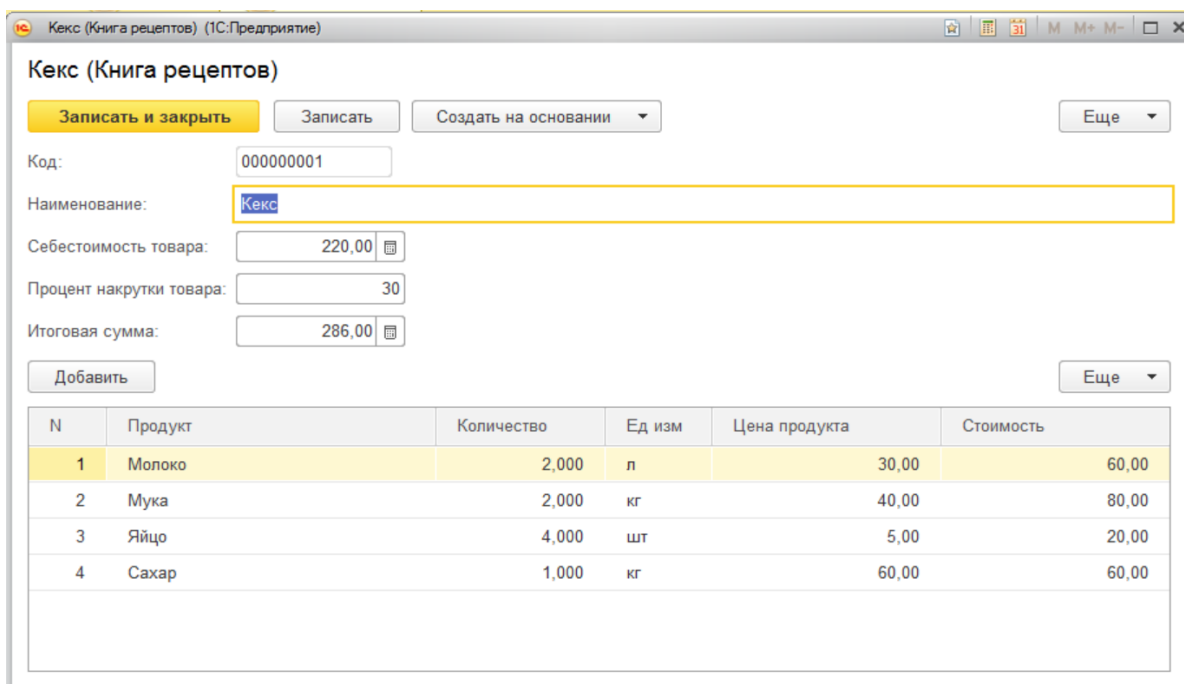 1С Кекс (Книга рецептов) (1С:Предприятие) 31 M M+ M-
Кекс (Книга рецептов)
Записать и закрыть Записать Создать на основании Еще
Код: 000000001
Наименование: Кекс
Себестоимость товара: 220,00
Процент накрутки товара: 30
Итоговая сумма: 286,00
Добавить Еще
N Продукт Количество Ед изм Цена продукта Стоимость
1 Молоко 2,000 л 30,00 60,00
2 Мука 2,000 кг 40,00 80,00
3 Яйцо 4,000 шт 5,00 20,00
4 Сахар 1,000 кг 60,00 60,00